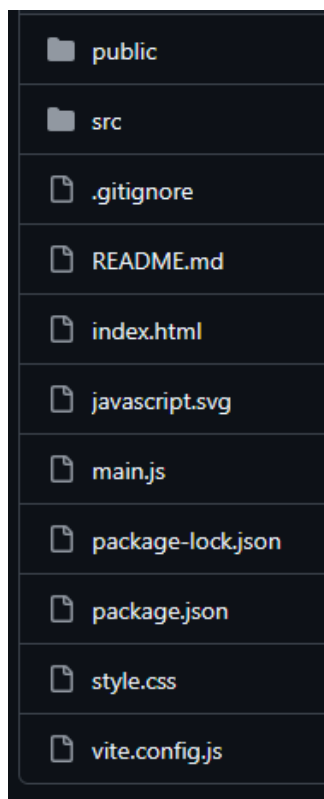 public
src
.gitignore
README.md
index.html
javascript.svg
main.js
package-lock.json
package.json
style.css
vite.config.js